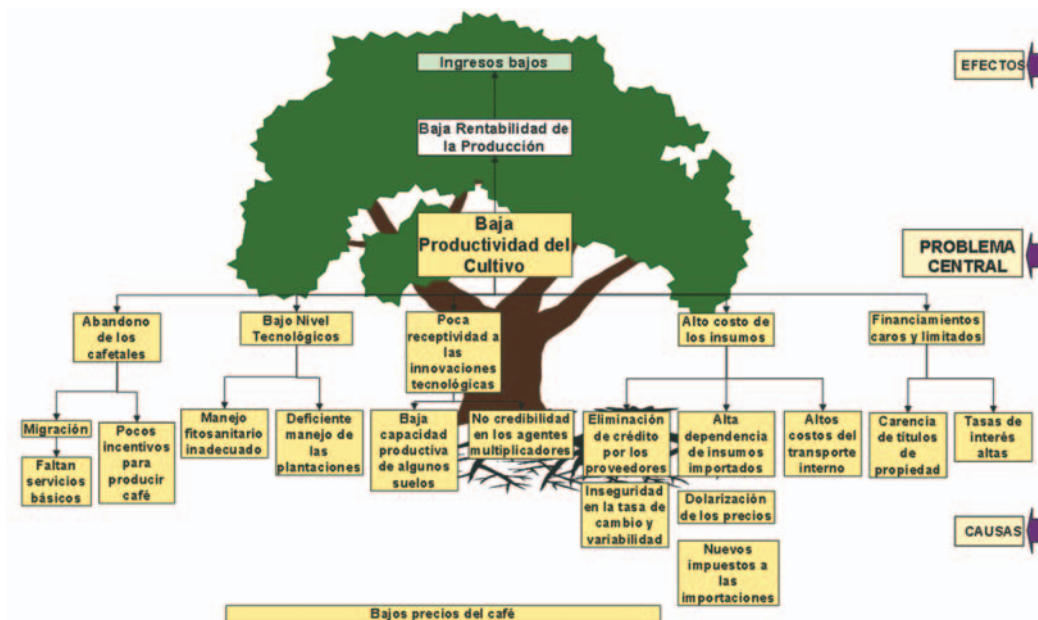 Ingresos bajos
EFECTOS
Baja Rentabilidad de
la Producción
Baja
Productividad del
Cultivo
PROBLEMA
CENTRAL
Abandono
de los
cafetales
Bajo Nivel
Tecnológicos
Poca
receptividad a
las
innovaciones
tecnológicas
Alto costo de
los insumos
Financiamientos
caros y limitados
Migración
Faltan
servicios
básicos
Pocos
incentivos
para
producir
café
Manejo
fitosanitario
inadecuado
Deficiente
manejo de
las
plantaciones
Baja
capacidad
productiva
de algunos
suelos
No credibilidad
en los agentes
multiplicadores
Eliminación
de crédito
por los
proveedores
Inseguridad
en la tasa de
cambio y
variabilidad
Alta
dependencia
de insumos
importados
Dolarización
de los precios
Nuevos
impuestos a
las
importaciones
Altos
costos del
transporte
interno
Carencia
de títulos
de
propiedad
Tasas de
interés
altas
CAUSAS
Bajos precios del café